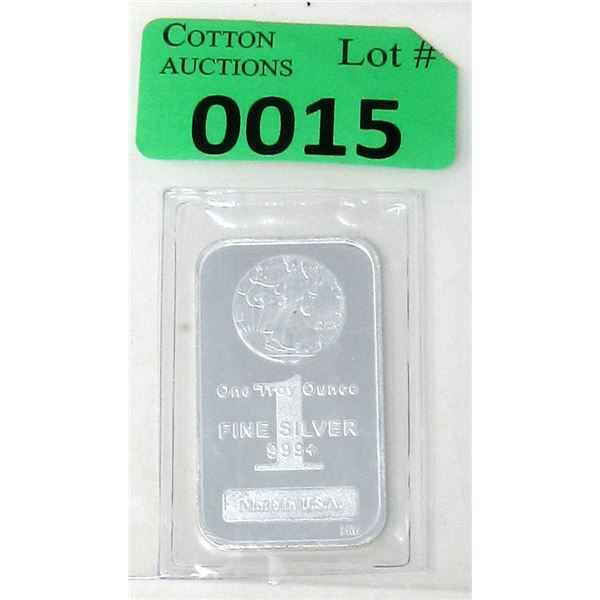 COTTON
AUCTIONS
Lot #
0015
One Troy Ounce
1
FINE SILVER
999+
Made in U.S.A.